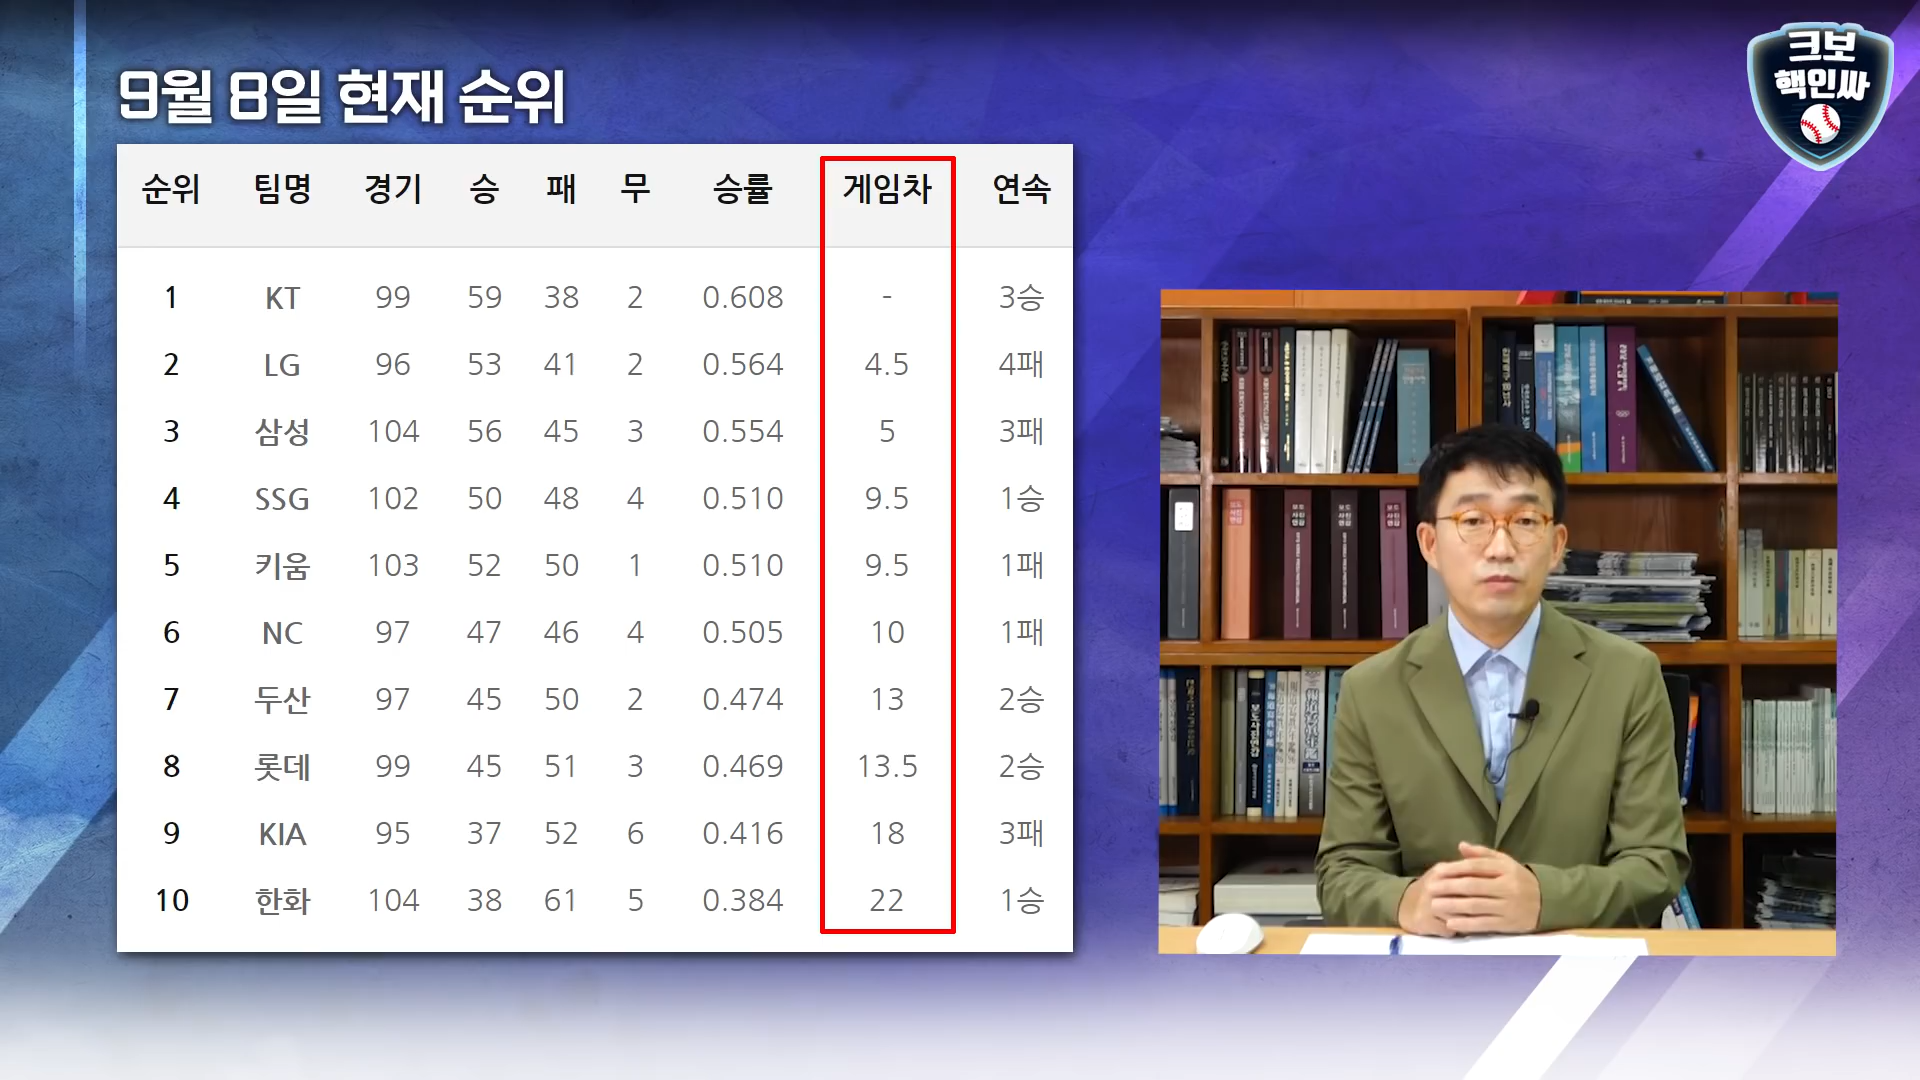 9월 8일 현재 순위
크보
핵인싸
순위 팀명 경기 승 패 무 승률 게임차 연속
1 KT 99 59 38 2 0.608 - 3승
2 LG 96 53 41 2 0.564 4.5 4패
3 삼성 104 56 45 3 0.554 5 3패
4 SSG 102 50 48 4 0.510 9.5 1승
5 키움 103 52 50 1 0.510 9.5 1패
6 NC 97 47 46 4 0.505 10 1패
7 두산 97 45 50 2 0.474 13 2승
8 롯데 99 45 51 3 0.469 13.5 2승
9 KIA 95 37 52 6 0.416 18 3패
10 한화 104 38 61 5 0.384 22 1승